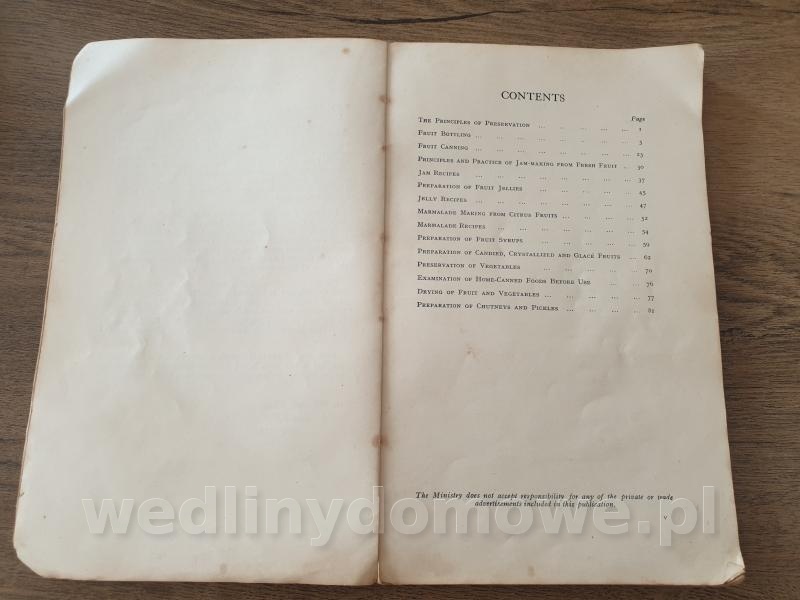 CONTENTS
Page
The Principles of Preservation ... .. ... ... ... 1
Fruit Bottling ... ... ... ... ... ... ... ... 3
Fruit Canning ... ... ... ... ... ... ... ... 23
Principles and Practice of Jam-making from Fresh Fruit .. 30
Jam Recipes ... ... ... ... ... ... ... ... 37
Preparation of Fruit Jellies ... ... ... ... ... 45
Jelly Recipes ... ... ... ... ... ... ... ... 47
Marmalade Making from Citrus Fruits ... ... ... ... 52
Marmalade Recipes ... ... ... ... ... ... ... 54
Preparation of Fruit Syrups ... ... ... ... ... 59
Preparation of Candied, Crystallized and Glacé Fruits ... 62
Preservation of Vegetables ... ... ... ... ... 70
Examination of Home-Canned Foods Before Use ... ... 76
Drying of Fruit and Vegetables ... ... ... ... ... 77
Preparation of Chutneys and Pickles ... ... ... ... 81
The Ministry does not accept responsibility for any of the private or trade
advertisements included in this publication.
wedlinydomowe.pl
v